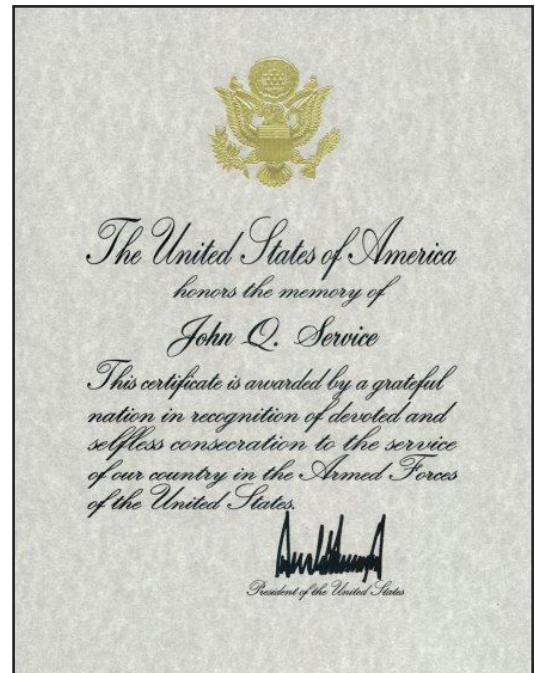 The United States of America
honors the memory of
John Q. Service
This certificate is awarded by a grateful
nation in recognition of devoted and
selfless consecration to the service
of our country in the Armed Forces
of the United States.
President of the United States